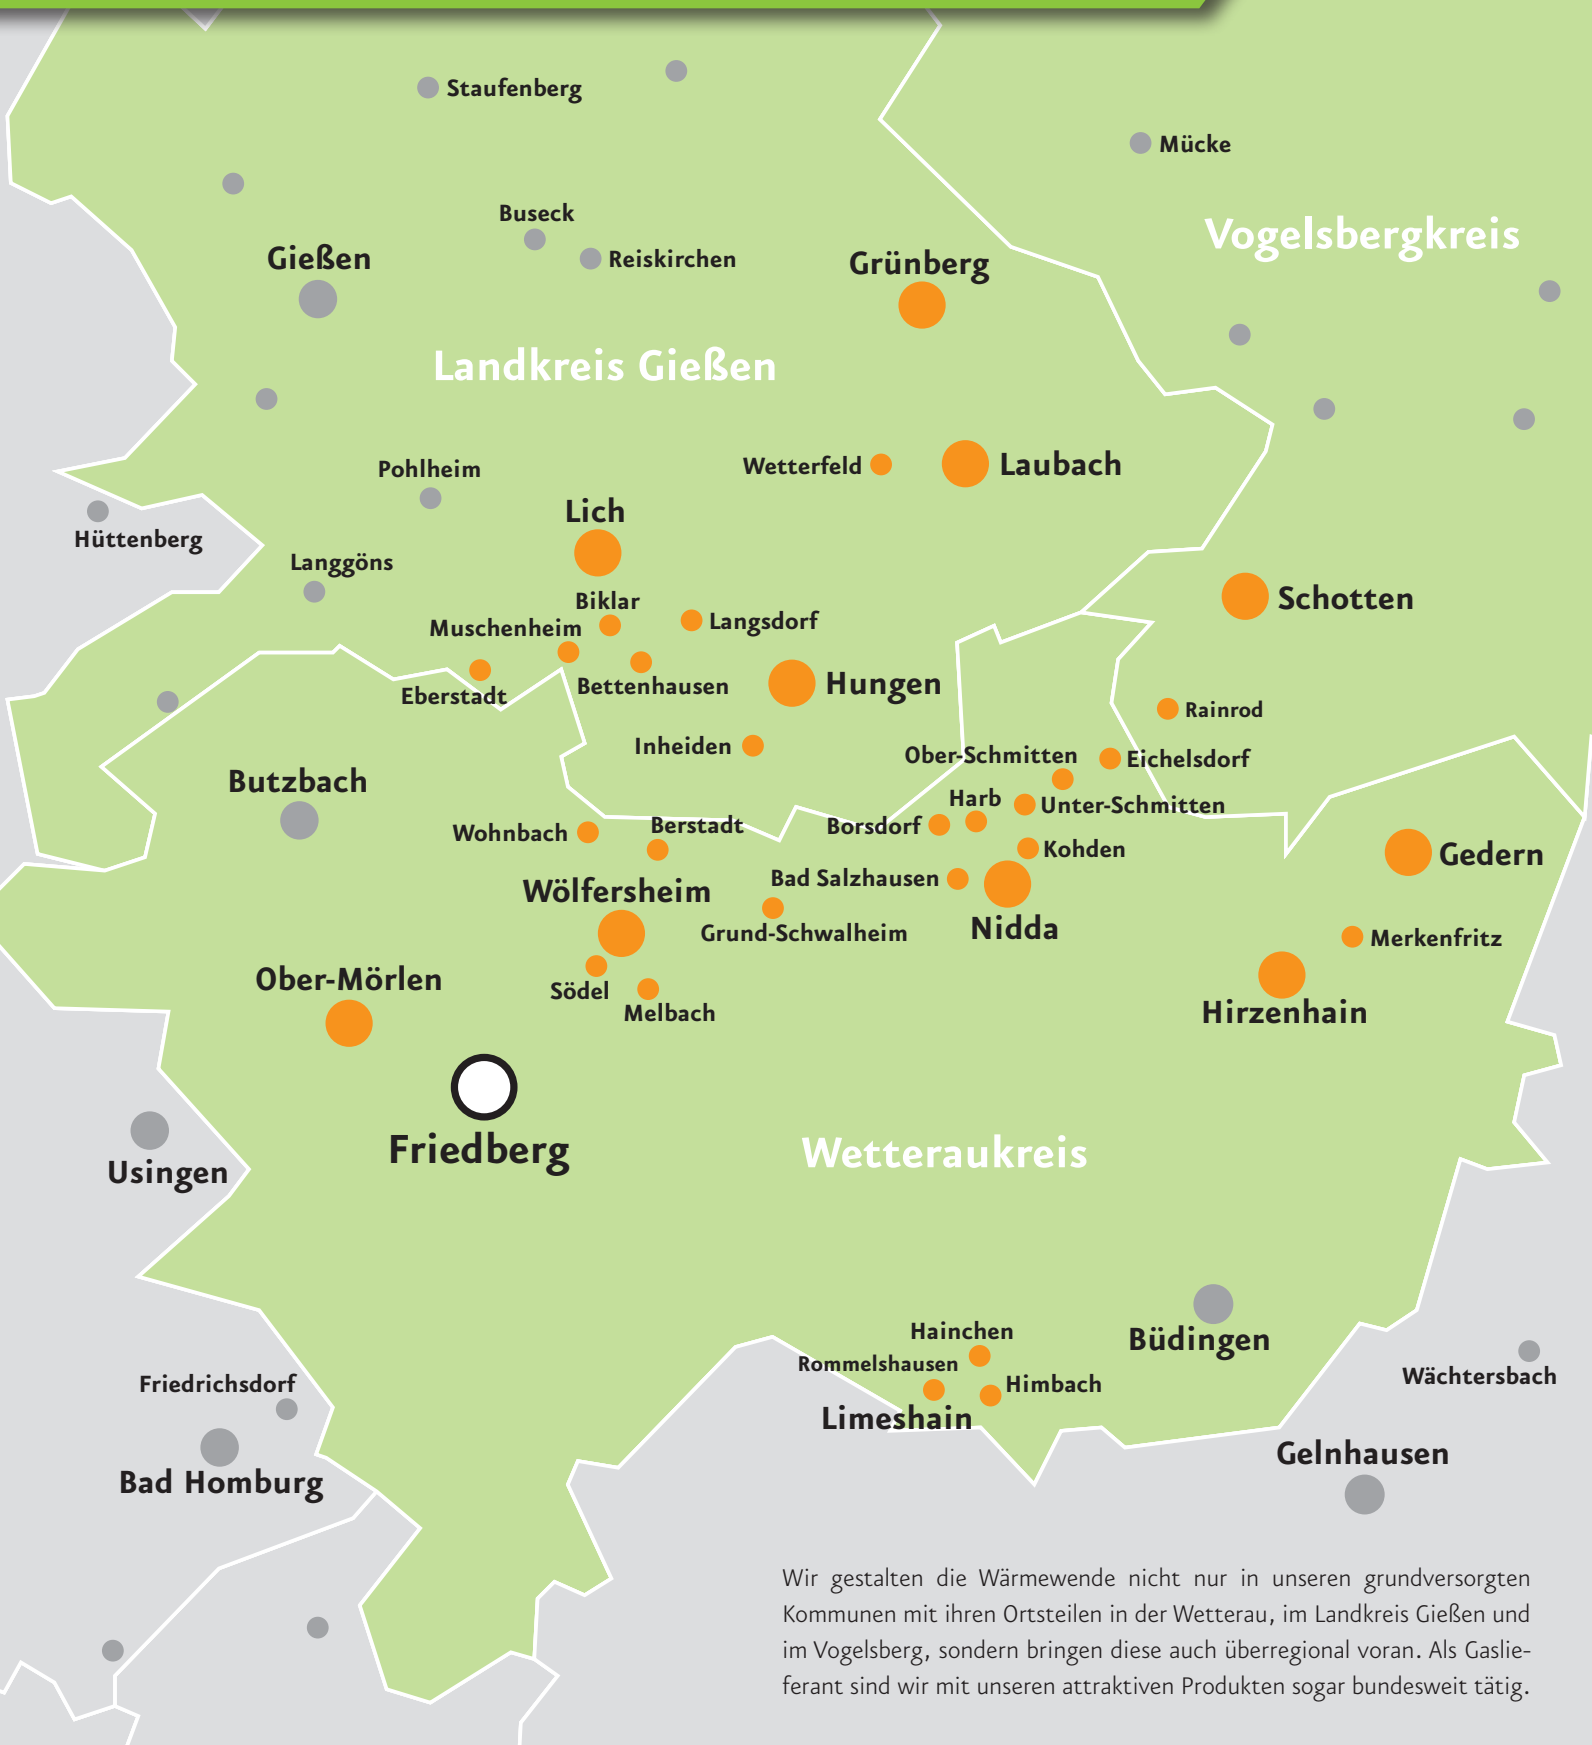 Staufenberg
Mücke
Buseck
Vogelsbergkreis
Gießen
Reiskirchen
Grünberg
Landkreis Gießen
Pohlheim
Wetterfeld
Laubach
Lich
Hüttenberg
Langgöns
Biklar
Schotten
Muschenheim
Langsdorf
Eberstadt
Bettenhausen
Hungen
Rainrod
Inheiden
Ober-Schmitten
Eichelsdorf
Butzbach
Harb
Unter-Schmitten
Wohnbach
Berstadt
Borsdorf
Kohden
Gedern
Bad Salzhausen
Wölfersheim
Grund-Schwalheim
Nidda
Merkenfritz
Ober-Mörlen
Södel
Melbach
Hirzenhain
Friedberg
Wetteraukreis
Usingen
Hainchen
Büdingen
Rommelshausen
Himbach
Wächtersbach
Friedrichsdorf
Limeshain
Gelnhausen
Bad Homburg
Wir gestalten die Wärmewende nicht nur in unseren grundversorgten
Kommunen mit ihren Ortsteilen in der Wetterau, im Landkreis Gießen und
im Vogelsberg, sondern bringen diese auch überregional voran. Als Gaslie-
ferant sind wir mit unseren attraktiven Produkten sogar bundesweit tätig.